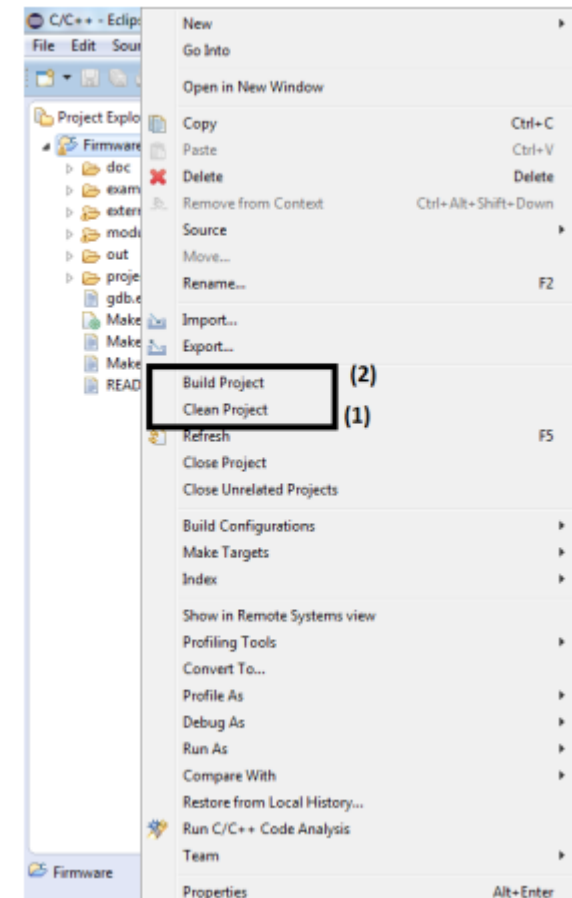 C/C++ - Eclip
File Edit Sour
Project Explo
Firmware
doc
exam
extern
modu
out
proje
gdb.e
Make
Make
Make
READ
Firmware
New
Go Into
Open in New Window
Copy Ctrl+C
Paste Ctrl+V
Delete Delete
Remove from Context Ctrl+Alt+Shift+Down
Source
Move...
Rename... F2
Import...
Export...
Build Project (2)
Clean Project (1)
Refresh F5
Close Project
Close Unrelated Projects
Build Configurations
Make Targets
Index
Show in Remote Systems view
Profiling Tools
Convert To...
Profile As
Debug As
Run As
Compare With
Restore from Local History...
Run C/C++ Code Analysis
Team
Properties Alt+Enter